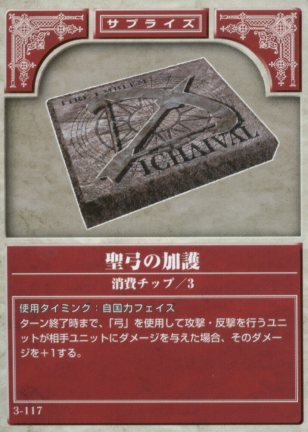 サプライズ
FIRE EMBLEM
ICHAIVAL
聖弓の加護
消費チップ／3
使用タイミング：自国力フェイズ
ターン終了時まで、「弓」を使用して攻撃・反撃を行うユニ
ットが相手ユニットにダメージを与えた場合、そのダメー
ジを＋1する。
3-117